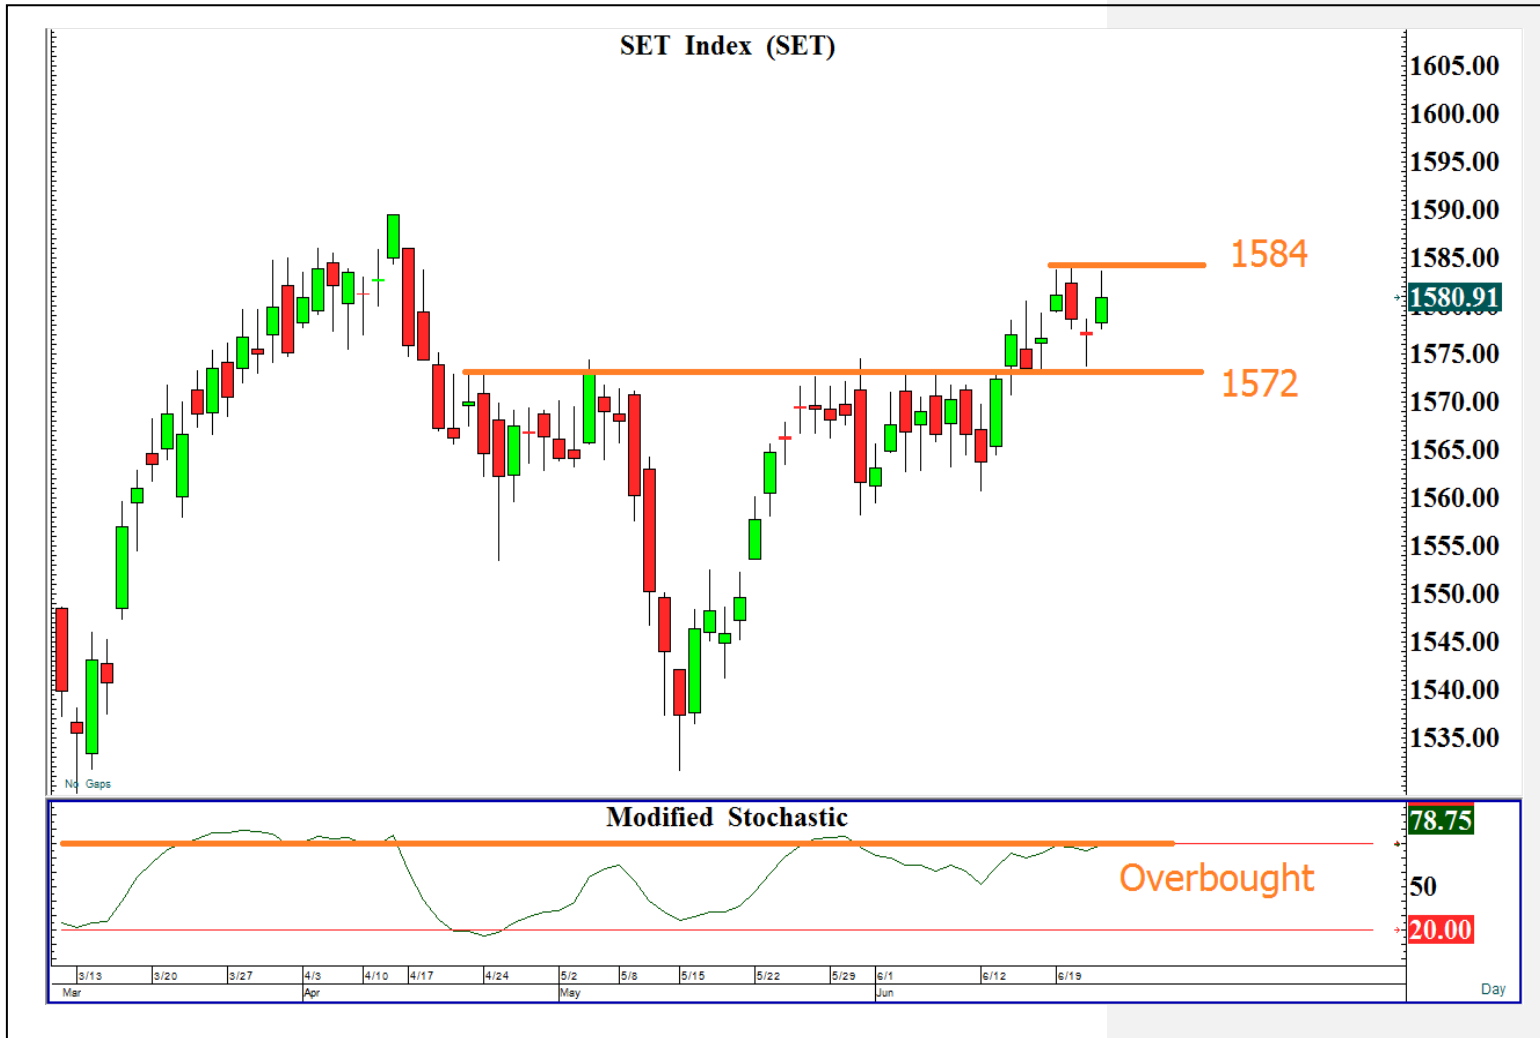 SET Index (SET)
1605.00
1600.00
1595.00
1590.00
1585.00
1584
1580.91
1575.00
1572
1570.00
1565.00
1560.00
1555.00
1550.00
1545.00
1540.00
1535.00
No Gaps
Modified Stochastic
78.75
Overbought
50
20.00
3/13 3/20 3/27 4/3 4/10 4/17 4/24 5/2 5/8 5/15 5/22 5/29 6/1 6/12 6/19
Mar Apr May Jun
Day